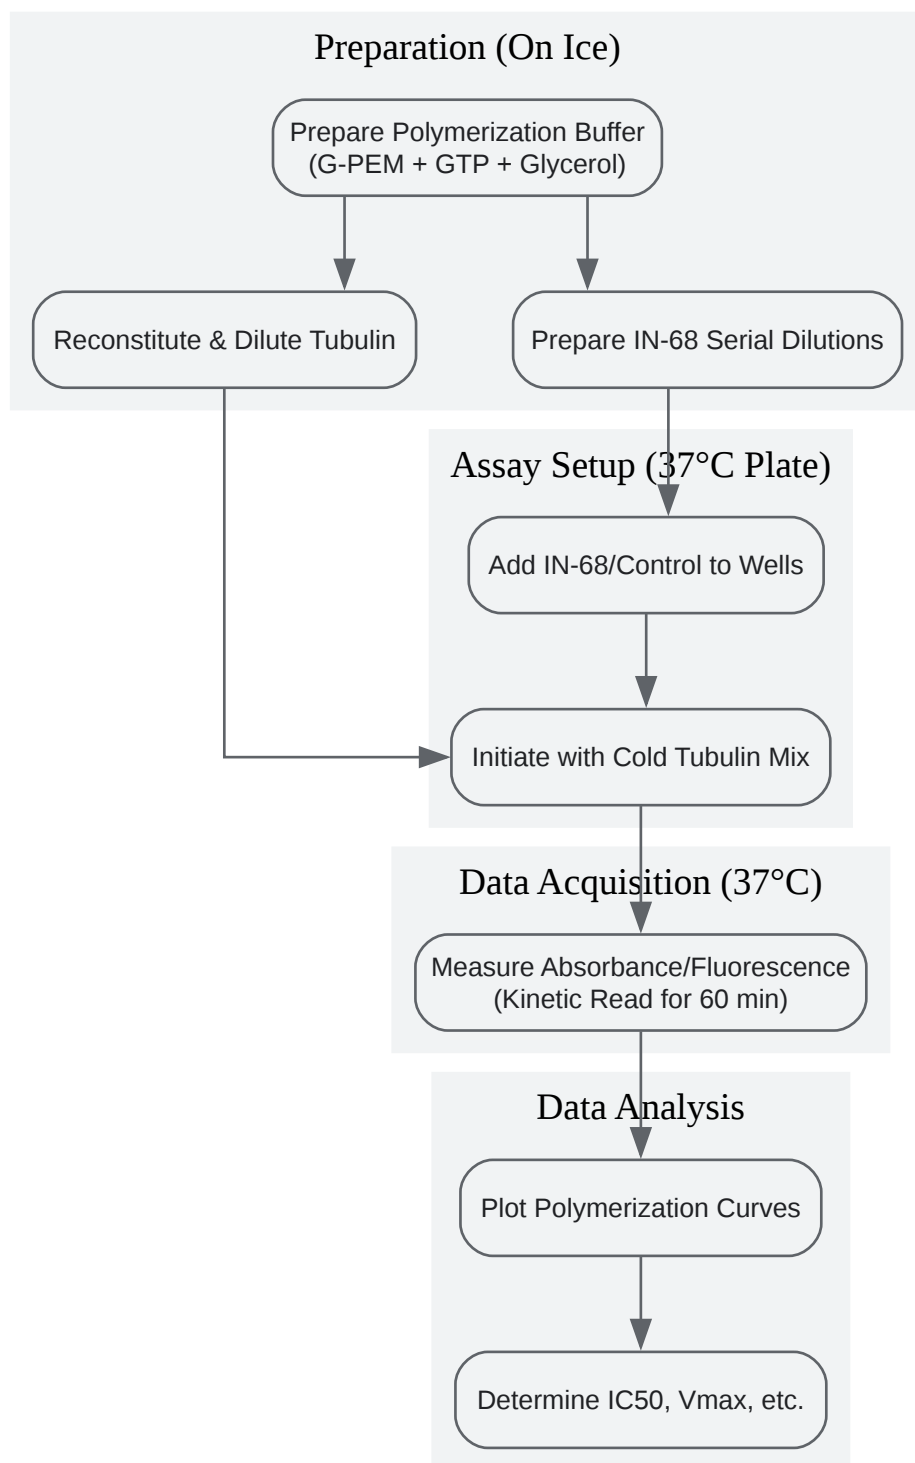 Preparation (On Ice)
Prepare Polymerization Buffer
(G-PEM + GTP + Glycerol)
Reconstitute & Dilute Tubulin
Prepare IN-68 Serial Dilutions
Assay Setup (37°C Plate)
Add IN-68/Control to Wells
Initiate with Cold Tubulin Mix
Data Acquisition (37°C)
Measure Absorbance/Fluorescence
(Kinetic Read for 60 min)
Data Analysis
Plot Polymerization Curves
Determine IC50, Vmax, etc.